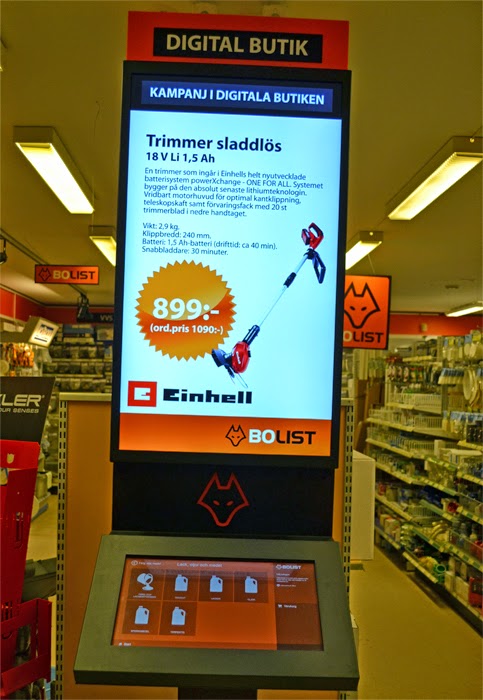 DIGITAL BUTIK
KAMPANJ I DIGITALA BUTIKEN
Trimmer sladdlös
18 V Li 1,5 Ah
En trimmer som ingår i Einhells helt nyutvecklade
batterisystem powerXchange - ONE FOR ALL. Systemet
bygger på den absolut senaste lithiumteknologin.
Vridbart motorhuvud för optimal kantklippning,
teleskopskaft samt förvaringsfack med 20 st
trimmerblad i nedre handtaget.
Vikt: 2,9 kg.
Klippbredd: 240 mm.
Batteri: 1,5 Ah-batteri (drifttid: ca 40 min).
Snabbladdare: 30 minuter.
899:-
(ord.pris 1090:-)
Einhell
BOLIST
BOLIST
BOLIST
BOLIST